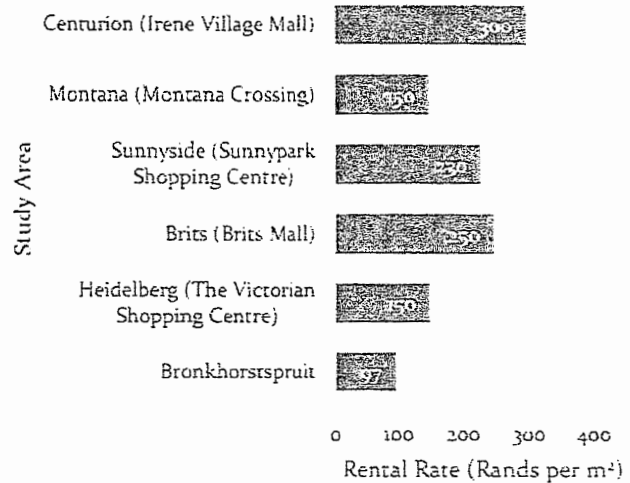 Centurion (Irene Village Mall)
300
Montana (Montana Crossing)
150
Sunnyside (Sunnypark
Shopping Centre)
230
Brits (Brits Mall)
250
Heidelberg (The Victorian
Shopping Centre)
150
Bronkhorstspruit
97
Study Area
0 100 200 300 400
Rental Rate (Rands per m²)